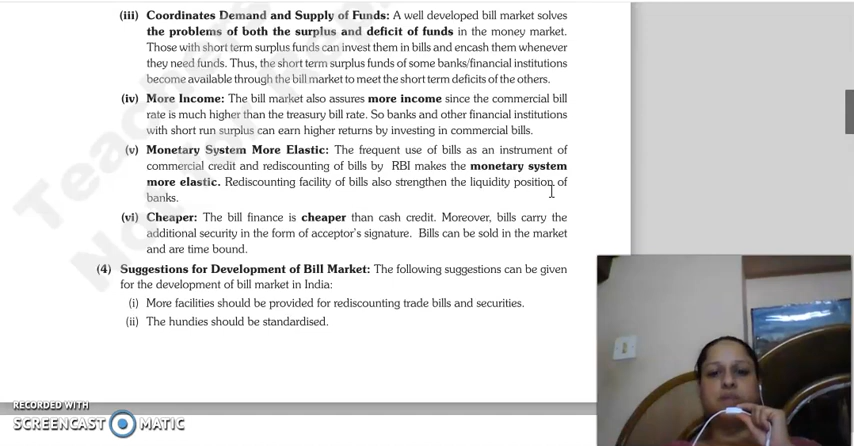 (iii) Coordinates Demand and Supply of Funds: A well developed bill market solves
the problems of both the surplus and deficit of funds in the money market.
Those with short term surplus funds can invest them in bills and encash them whenever
they need funds. Thus, the short term surplus funds of some banks/financial institutions
become available through the bill market to meet the short term deficits of the others.
(iv) More Income: The bill market also assures more income since the commercial bill
rate is much higher than the treasury bill rate. So banks and other financial institutions
with short run surplus can earn higher returns by investing in commercial bills.
(v) Monetary System More Elastic: The frequent use of bills as an instrument of
commercial credit and rediscounting of bills by RBI makes the monetary system
more elastic. Rediscounting facility of bills also strengthen the liquidity position of
banks.
(vi) Cheaper: The bill finance is cheaper than cash credit. Moreover, bills carry the
additional security in the form of acceptor's signature. Bills can be sold in the market
and are time bound.
(4) Suggestions for Development of Bill Market: The following suggestions can be given
for the development of bill market in India:
(i) More facilities should be provided for rediscounting trade bills and securities.
(ii) The hundies should be standardised.
RECORDED WITH
SCREENCAST MATIC